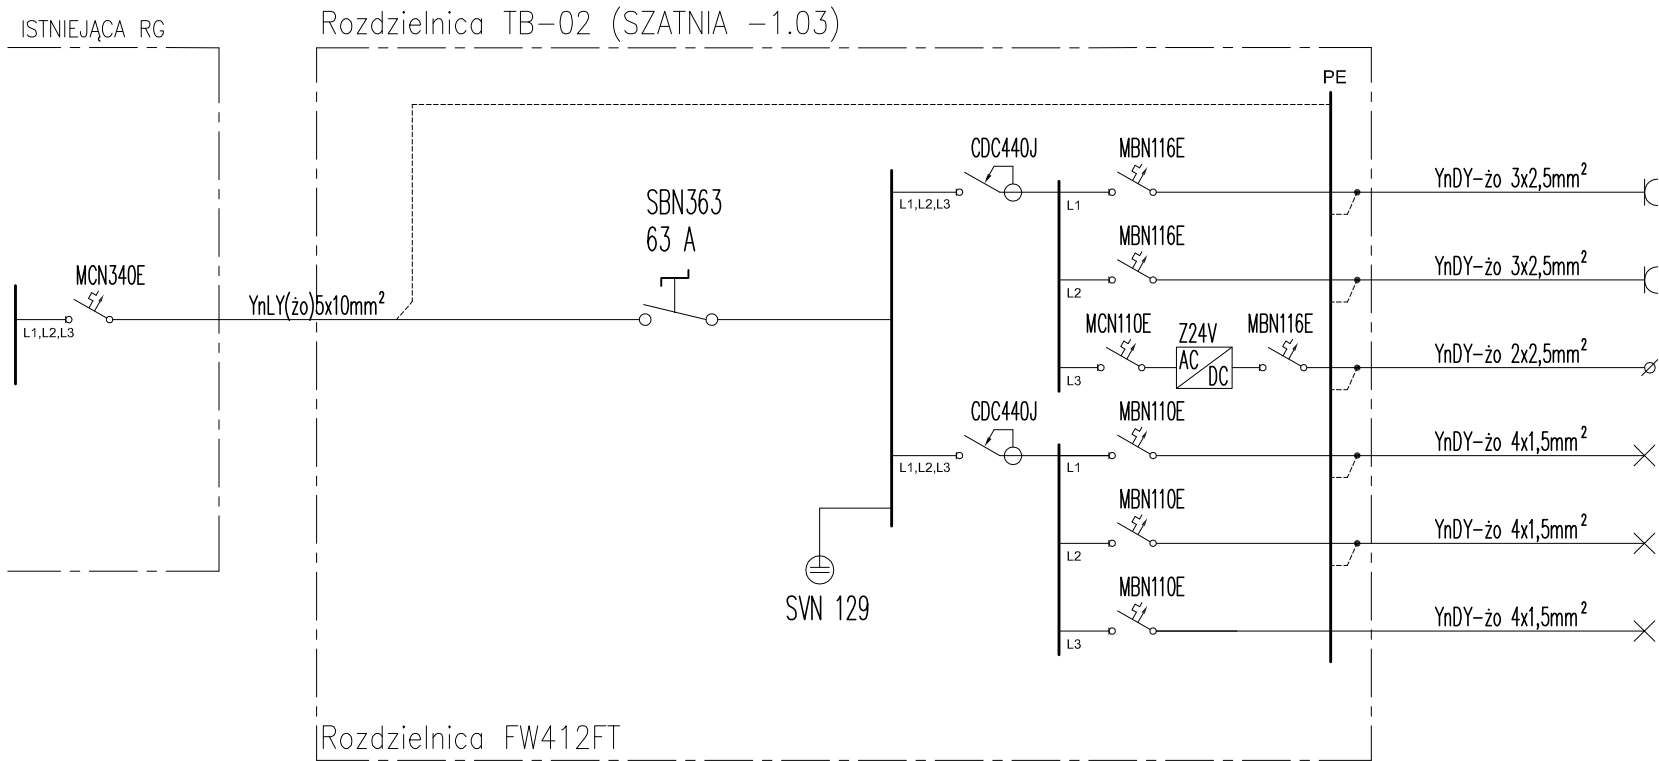 ISTNIEJĄCA RG
Rozdzielnica TB-02 (SZATNIA -1.03)
PE
CDC440J
MBN116E
YnDY-żo 3x2,5mm²
L1,L2,L3
L1
SBN363
63 A
MBN116E
YnDY-żo 3x2,5mm²
L2
MCN340E
YnLY(żo)5x10mm²
L1,L2,L3
MCN110E
Z24V
MBN116E
YnDY-żo 2x2,5mm²
AC
DC
L3
CDC440J
MBN110E
YnDY-żo 4x1,5mm²
L1,L2,L3
L1
MBN110E
YnDY-żo 4x1,5mm²
L2
SVN 129
MBN110E
YnDY-żo 4x1,5mm²
L3
Rozdzielnica FW412FT